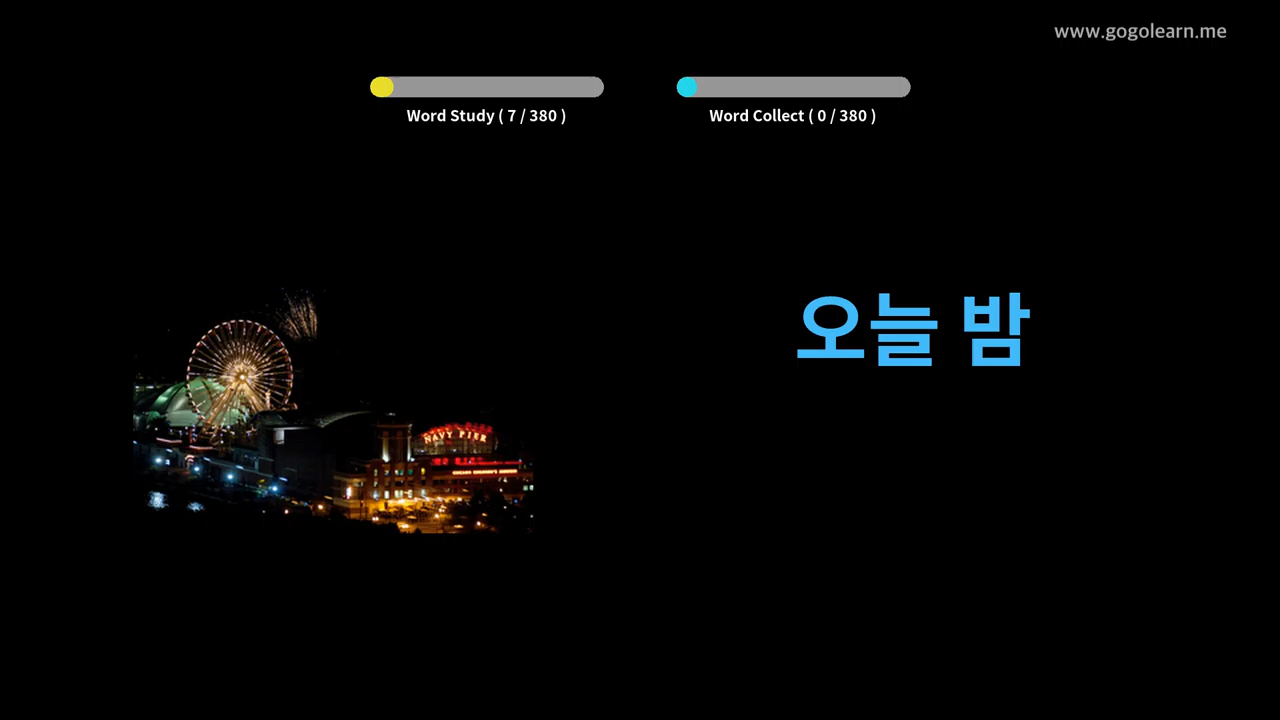 www.gogolearn.me
Word Study ( 7 / 380 )
Word Collect ( 0 / 380 )
오늘 밤
NAVY PIER